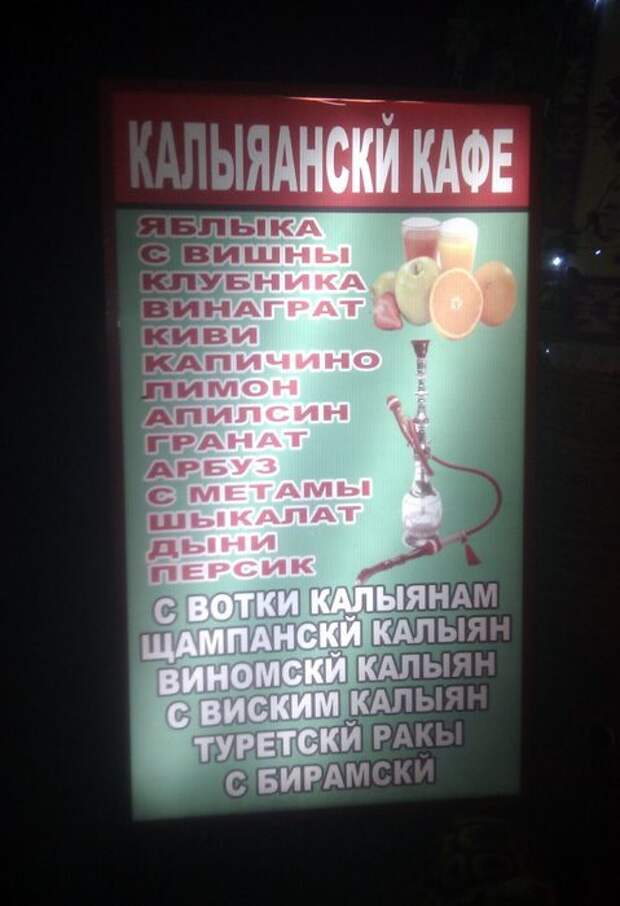 КАЛЫЯАНСКЙ КАФЕ
ЯБЛЫКА
С ВИШНЫ
КЛУБНИКА
ВИНАГРАТ
КИВИ
КАПИЧИНО
ЛИМОН
АПИЛСИН
ГРАНАТ
АРБУЗ
С МЕТАМЫ
ШЫКАЛАТ
ДЫНИ
ПЕРСИК
С ВОТКИ КАЛЫЯНАМ
ЩАМПАНСКЙ КАЛЫЯН
ВИНОМСКЙ КАЛЫЯН
С ВИСКИМ КАЛЫЯН
ТУРЕТСКЙ РАКЫ
С БИРАМСКЙ